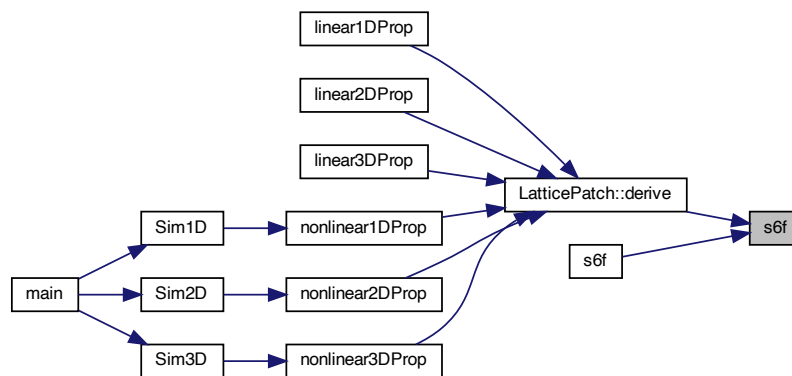 linear1DProp
linear2DProp
linear3DProp
LatticePatch::derive
Sim1D
nonlinear1DProp
s6f
s6f
main
Sim2D
nonlinear2DProp
Sim3D
nonlinear3DProp